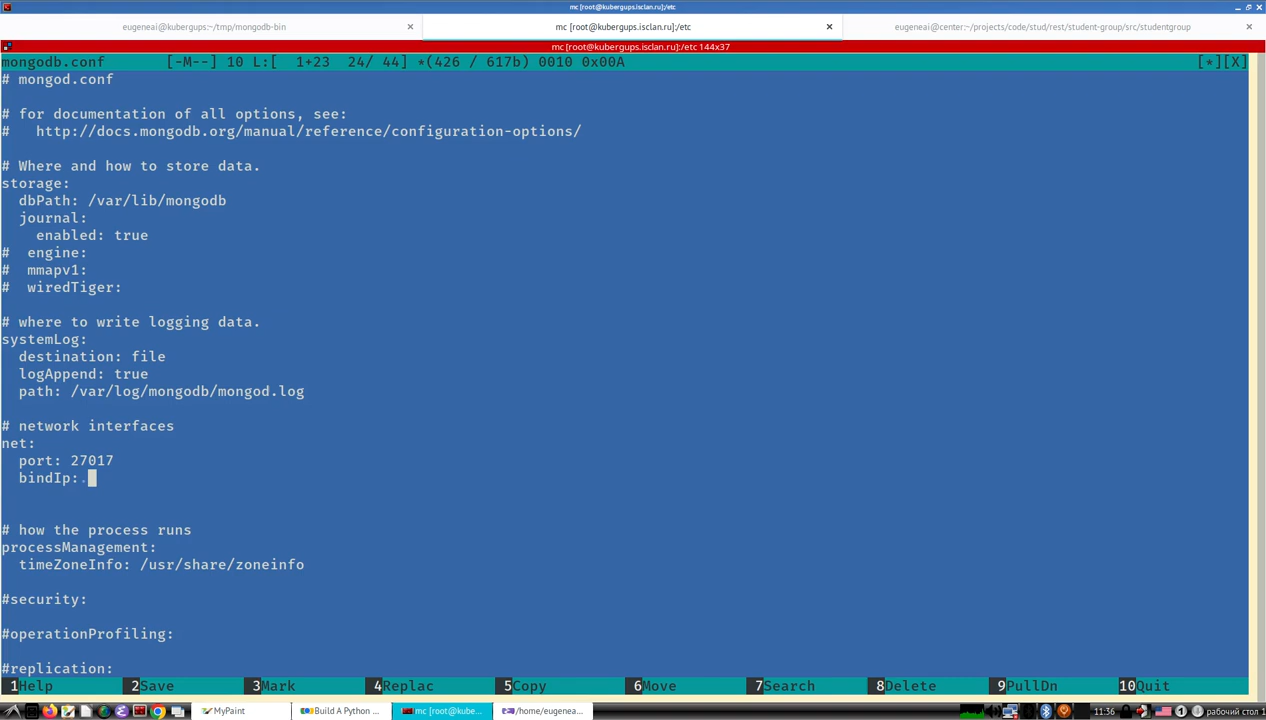 mc [root@kubergups.isclan.ru]:/etc
eugeneai@kubergups:~/tmp/mongodb-bin
mc [root@kubergups.isclan.ru]:/etc
eugeneai@center:~/projects/code/stud/rest/student-group/src/studentgroup
mc [root@kubergups.isclan.ru]:/etc 144x37
mongodb.conf [-M--] 10 L:[ 1+23 24/ 44] *(426 / 617b) 0010 0x00A [*][X]
# mongod.conf
# for documentation of all options, see:
# http://docs.mongodb.org/manual/reference/configuration-options/
# Where and how to store data.
storage:
dbPath: /var/lib/mongodb
journal:
enabled: true
# engine:
# mmapv1:
# wiredTiger:
# where to write logging data.
systemLog:
destination: file
logAppend: true
path: /var/log/mongodb/mongod.log
# network interfaces
net:
port: 27017
bindIp:.
# how the process runs
processManagement:
timeZoneInfo: /usr/share/zoneinfo
#security:
#operationProfiling:
#replication:
1Help 2Save 3Mark 4Replac 5Copy 6Move 7Search 8Delete 9PullDn 10Quit
MyPaint Build A Python ... mc [root@kube... /home/eugenea... 11:36 рабочий стол 1